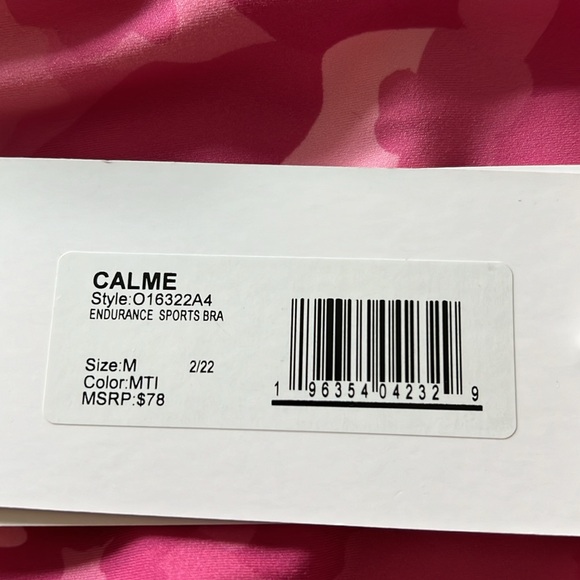 CALME
Style:O16322A4
ENDURANCE SPORTS BRA
Size:M 2/22
Color:MTI
MSRP:$78
1 96354 04232 9